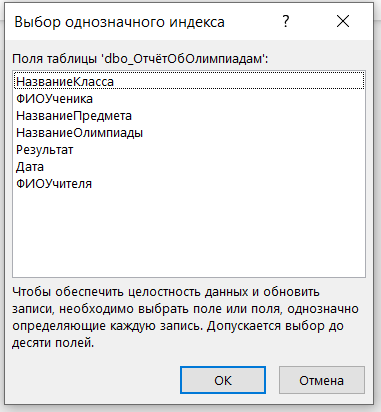 Выбор однозначного индекса
?
Поля таблицы 'dbo_ОтчётОбОлимпиадам':
НазваниеКласса
ФИОУченика
НазваниеПредмета
НазваниеОлимпиады
Результат
Дата
ФИОУчителя
Чтобы обеспечить целостность данных и обновить
записи, необходимо выбрать поле или поля, однозначно
определяющие каждую запись. Допускается выбор до
десяти полей.
ОК
Отмена